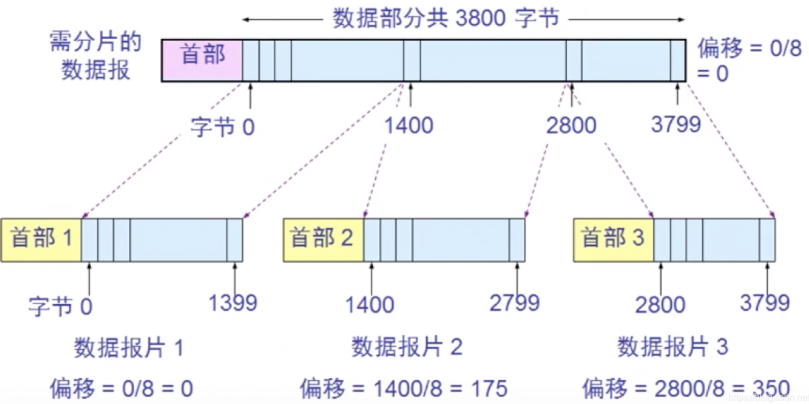 数据部分共 3800 字节
需分片的
数据报
首部
偏移 = 0/8
= 0
字节 0
1400
2800
3799
首部 1
首部 2
首部 3
字节 0
1399
1400
2799
2800
3799
数据报片 1
数据报片 2
数据报片 3
偏移 = 0/8 = 0
偏移 = 1400/8 = 175
偏移 = 2800/8 = 350